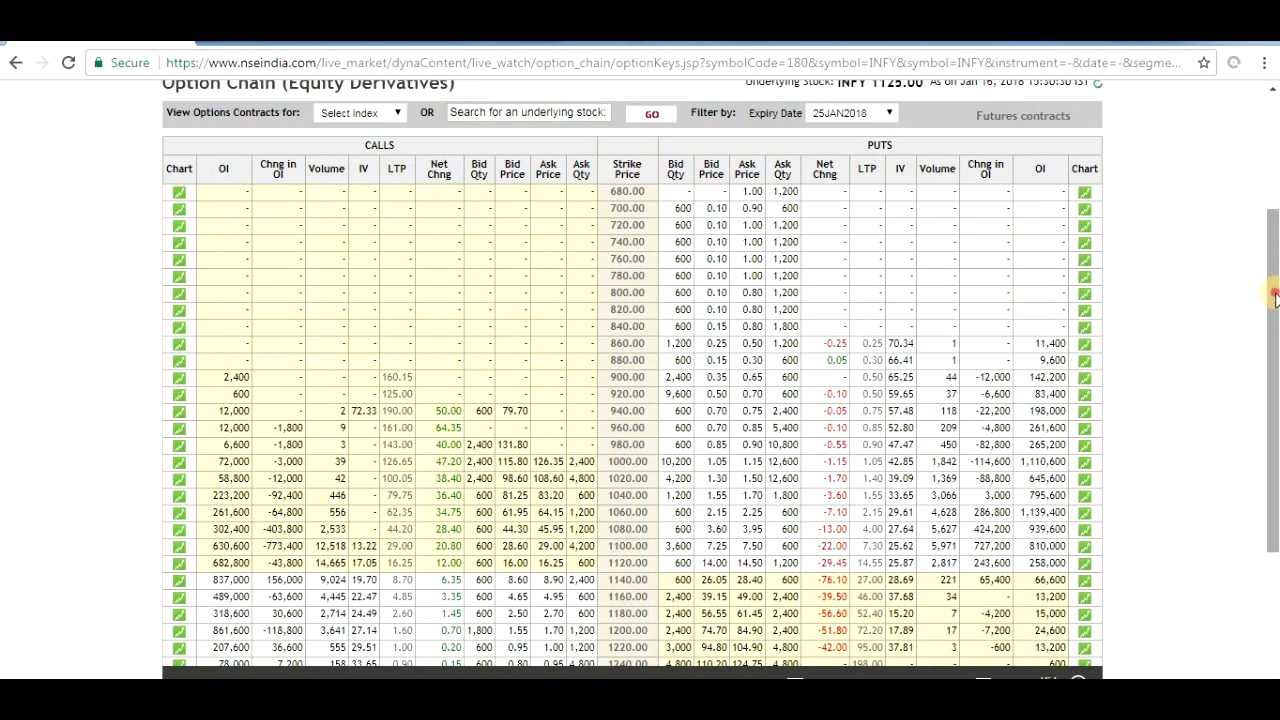 Secure https://www.nseindia.com/live_market/dynaContent/live_watch/option_chain/optionKeys.jsp?symbolCode=180&symbol=INFY&symbol=INFY&instrument=-&date=-&segme...
Option Chain (Equity Derivatives) Underlying Stock: INFY 1125.00 As on Jan 16, 2018 15:30:30 IST
View Options Contracts for: Select Index OR Search for an underlying stock: GO Filter by: Expiry Date 25JAN2018 Futures contracts
CALLS PUTS
Chart OI Chng in OI Volume IV LTP Net Chng Bid Qty Bid Price Ask Price Ask Qty Strike Price Bid Qty Bid Price Ask Price Ask Qty Net Chng LTP IV Volume Chng in OI OI Chart
- - - - - - - - - - 680.00 - - 1.00 1,200 - - - - - -
- - - - - - - - - - 700.00 600 0.10 0.90 600 - - - - - -
- - - - - - - - - - 720.00 600 0.10 1.00 1,200 - - - - - -
- - - - - - - - - - 740.00 600 0.10 1.00 1,200 - - - - - -
- - - - - - - - - - 760.00 600 0.10 1.00 1,200 - - - - - -
- - - - - - - - - - 780.00 600 0.10 1.00 1,200 - - - - - -
- - - - - - - - - - 800.00 600 0.10 0.80 1,200 - - - - - -
- - - - - - - - - - 820.00 600 0.10 0.80 1,200 - - - - - -
- - - - - - - - - - 840.00 600 0.15 0.80 1,800 - - - - - -
- - - - - - - - - - 860.00 1,200 0.25 0.50 1,200 -0.25 0.25 70.34 1 - 11,400
- - - - - - - - - - 880.00 600 0.15 0.30 600 0.05 0.30 66.41 1 - 9,600
2,400 - - - 160.15 - - - - - 900.00 2,400 0.35 0.65 600 - 0.50 65.25 44 -12,000 142,200
600 - - - 125.00 - - - - - 920.00 9,600 0.50 0.70 600 -0.10 0.50 59.65 37 -6,600 83,400
12,000 - 2 72.33 190.00 50.00 600 79.70 - - 940.00 600 0.70 0.75 2,400 -0.05 0.75 57.48 118 -22,200 198,000
12,000 -1,800 9 - 161.00 64.35 - - - - 960.00 600 0.70 0.85 5,400 -0.10 0.85 52.80 209 -4,800 261,600
6,600 -1,800 3 - 143.00 40.00 2,400 131.80 - - 980.00 600 0.85 0.90 10,800 -0.55 0.90 47.47 450 -82,800 265,200
72,000 -3,000 39 - 126.65 47.20 2,400 115.80 126.35 2,400 1000.00 10,200 1.05 1.15 12,600 -1.15 1.05 42.85 1,842 -114,600 1,110,600
58,800 -12,000 42 - 100.05 38.40 2,400 98.60 108.60 4,800 1020.00 4,200 1.30 1.50 12,600 -1.70 1.40 39.09 1,369 -88,800 645,600
223,200 -92,400 446 - 79.75 36.40 600 81.25 83.20 600 1040.00 1,200 1.55 1.70 1,800 -3.60 1.55 33.65 3,066 3,000 795,600
261,600 -64,800 556 - 62.35 34.75 600 61.95 64.15 1,200 1060.00 600 2.15 2.25 600 -7.10 2.15 29.61 4,628 286,800 1,139,400
302,400 -403,800 2,533 - 44.20 28.40 600 44.30 45.95 1,200 1080.00 600 3.60 3.95 600 -13.00 4.00 27.64 5,627 424,200 939,600
630,600 -773,400 12,518 13.22 29.00 20.80 600 28.60 29.00 4,200 1100.00 3,600 7.25 7.50 600 -22.00 7.30 25.62 5,971 727,200 810,000
682,800 -43,800 14,665 17.05 16.25 12.00 600 16.00 16.25 600 1120.00 600 14.00 14.50 1,200 -29.45 14.55 25.87 2,817 243,600 258,000
837,000 156,000 9,024 19.70 8.70 6.35 600 8.60 8.90 2,400 1140.00 600 26.05 28.40 600 -76.10 27.00 28.69 221 65,400 66,600
489,000 -63,600 4,445 22.47 4.85 3.35 600 4.65 4.95 600 1160.00 2,400 39.15 49.00 2,400 -39.50 46.00 37.68 34 - 13,200
318,600 30,600 2,714 24.49 2.60 1.45 600 2.50 2.70 600 1180.00 2,400 56.55 61.45 2,400 -56.60 52.40 15.20 7 -4,200 15,000
861,600 -118,800 3,641 27.14 1.60 0.70 1,800 1.55 1.70 1,200 1200.00 2,400 74.70 84.90 2,400 -51.80 72.20 17.89 17 -7,200 24,600
207,600 36,600 555 29.51 1.00 0.20 600 0.95 1.00 1,200 1220.00 3,000 94.80 104.90 4,800 -42.00 95.00 37.81 3 -600 13,200
78,000 7,200 158 33.65 0.90 0.15 600 0.80 0.95 4,800 1240.00 4,800 110.20 124.75 4,800 - 198.00 - - - 600